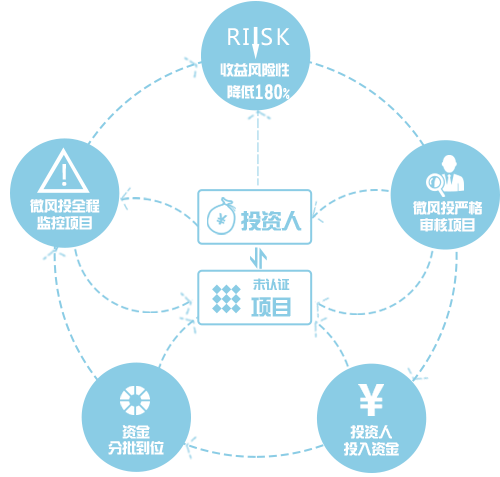 RISK
收益风险性
降低180%
微风投全程
监控项目
微风投严格
审核项目
¥
投资人
未认证
项目
资金
分批到位
¥
投资人
投入资金